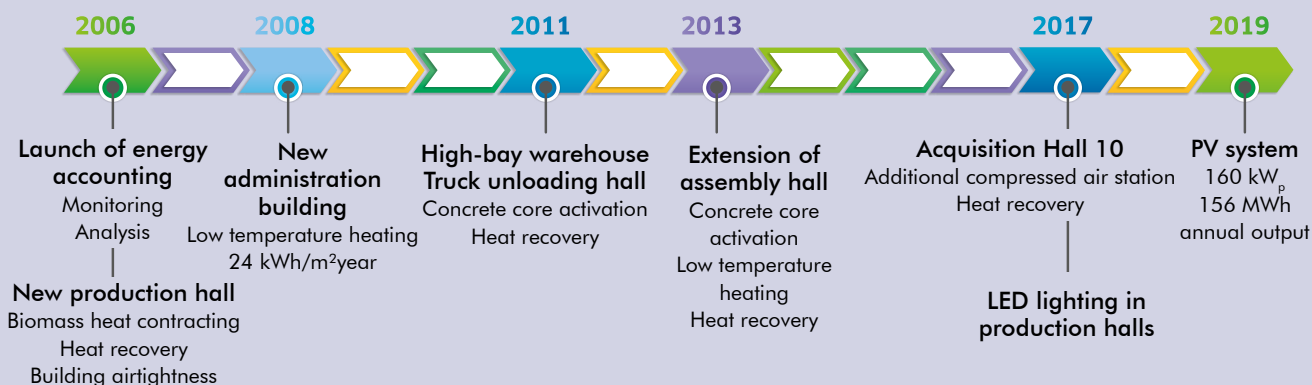 2006
2008
2011
2013
2017
2019
Launch of energy
accounting
Monitoring
Analysis
New production hall
Biomass heat contracting
Heat recovery
Building airtightness
New
administration
building
Low temperature heating
24 kWh/m²year
High-bay warehouse
Truck unloading hall
Concrete core activation
Heat recovery
Extension of
assembly hall
Concrete core
activation
Low temperature
heating
Heat recovery
Acquisition Hall 10
Additional compressed air station
Heat recovery
LED lighting in
production halls
PV system
160 kWp
156 MWh
annual output